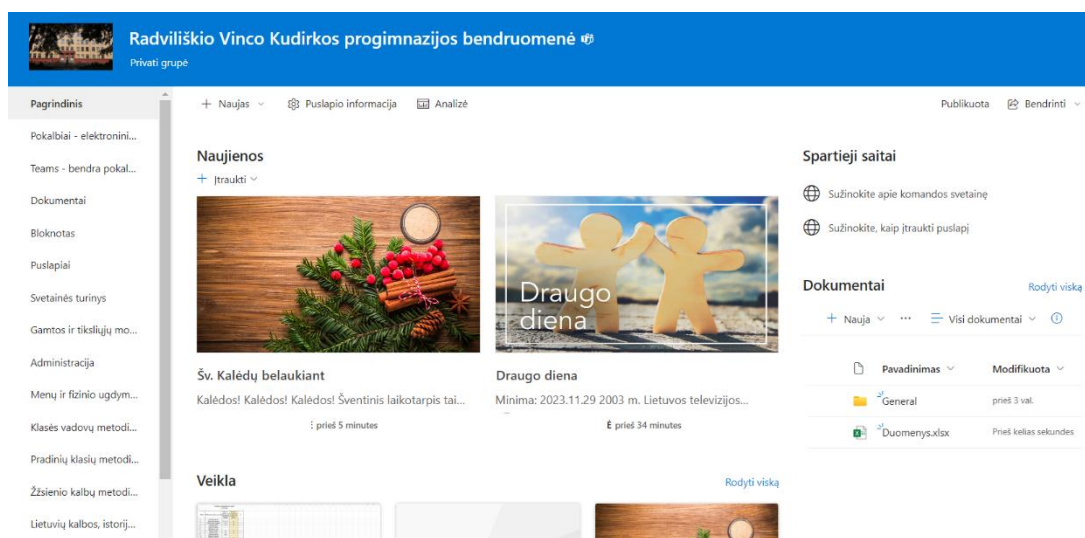 Radviliškio Vinco Kudirkos progimnazijos bendruomenė
Privati grupė
Pagrindinis
Pokalbiai - elektronini...
Teams - bendra pokal...
Dokumentai
Bloknotas
Puslapiai
Svetainės turinys
Gamtos ir tiksliųjų mo...
Administracija
Menų ir fizinio ugdym...
Klasės vadovų metodi...
Pradinių klasių metodi...
Žžsienio kalbų metodi...
Lietuvių kalbos, istorij...
+ Naujas
Puslapio informacija
Analizė
Publikuota
Bendrinti
Naujienos
+ Įtraukti
Draugo
diena
Šv. Kalėdų belaukiant
Kalėdos! Kalėdos! Kalėdos! Šventinis laikotarpis tai...
prieš 5 minutes
Draugo diena
Minima: 2023.11.29 2003 m. Lietuvos televizijos...
Ė prieš 34 minutes
Veikla
Rodyti viską
Spartieji saitai
Sužinokite apie komandos svetainę
Sužinokite, kaip įtraukti puslapį
Dokumentai
Rodyti viską
+ Nauja
...
Visi dokumentai
Pavadinimas
Modifikuota
General
prieš 3 val.
Duomenys.xlsx
Prieš kelias sekundes